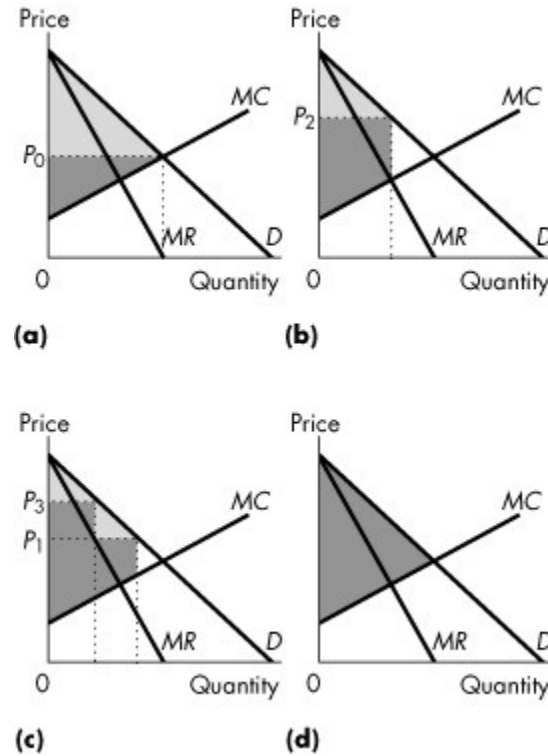 Price Price
MC MC
P0 P2
MR D MR D
0 0
Quantity Quantity
(a) (b)
Price Price
P3 MC MC
P1
MR D MR D
0 0
Quantity Quantity
(c) (d)